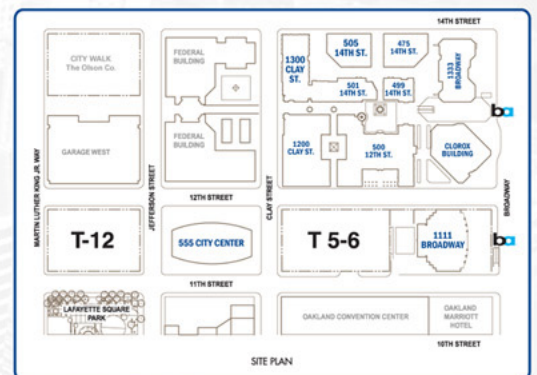 14TH STREET
CITY WALK
The Olson Co.
FEDERAL
BUILDING
1300
CLAY
ST.
505
14TH ST.
475
14TH ST.
1333
BROADWAY
501
14TH ST.
499
14TH ST.
ba
GARAGE WEST
FEDERAL
BUILDING
1200
CLAY ST.
500
12TH ST.
CLOROX
BUILDING
MARTIN LUTHER KING JR. WAY
JEFFERSON STREET
CLAY STREET
BROADWAY
12TH STREET
T-12
555 CITY CENTER
T 5-6
1111
BROADWAY
ba
11TH STREET
LAFAYETTE SQUARE
PARK
OAKLAND CONVENTION CENTER
OAKLAND
MARRIOTT
HOTEL
10TH STREET
SITE PLAN